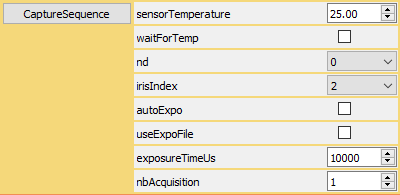 CaptureSequence
sensorTemperature 25.00
waitForTemp
nd 0
irisIndex 2
autoExpo
useExpoFile
exposureTimeUs 10000
nbAcquisition 1